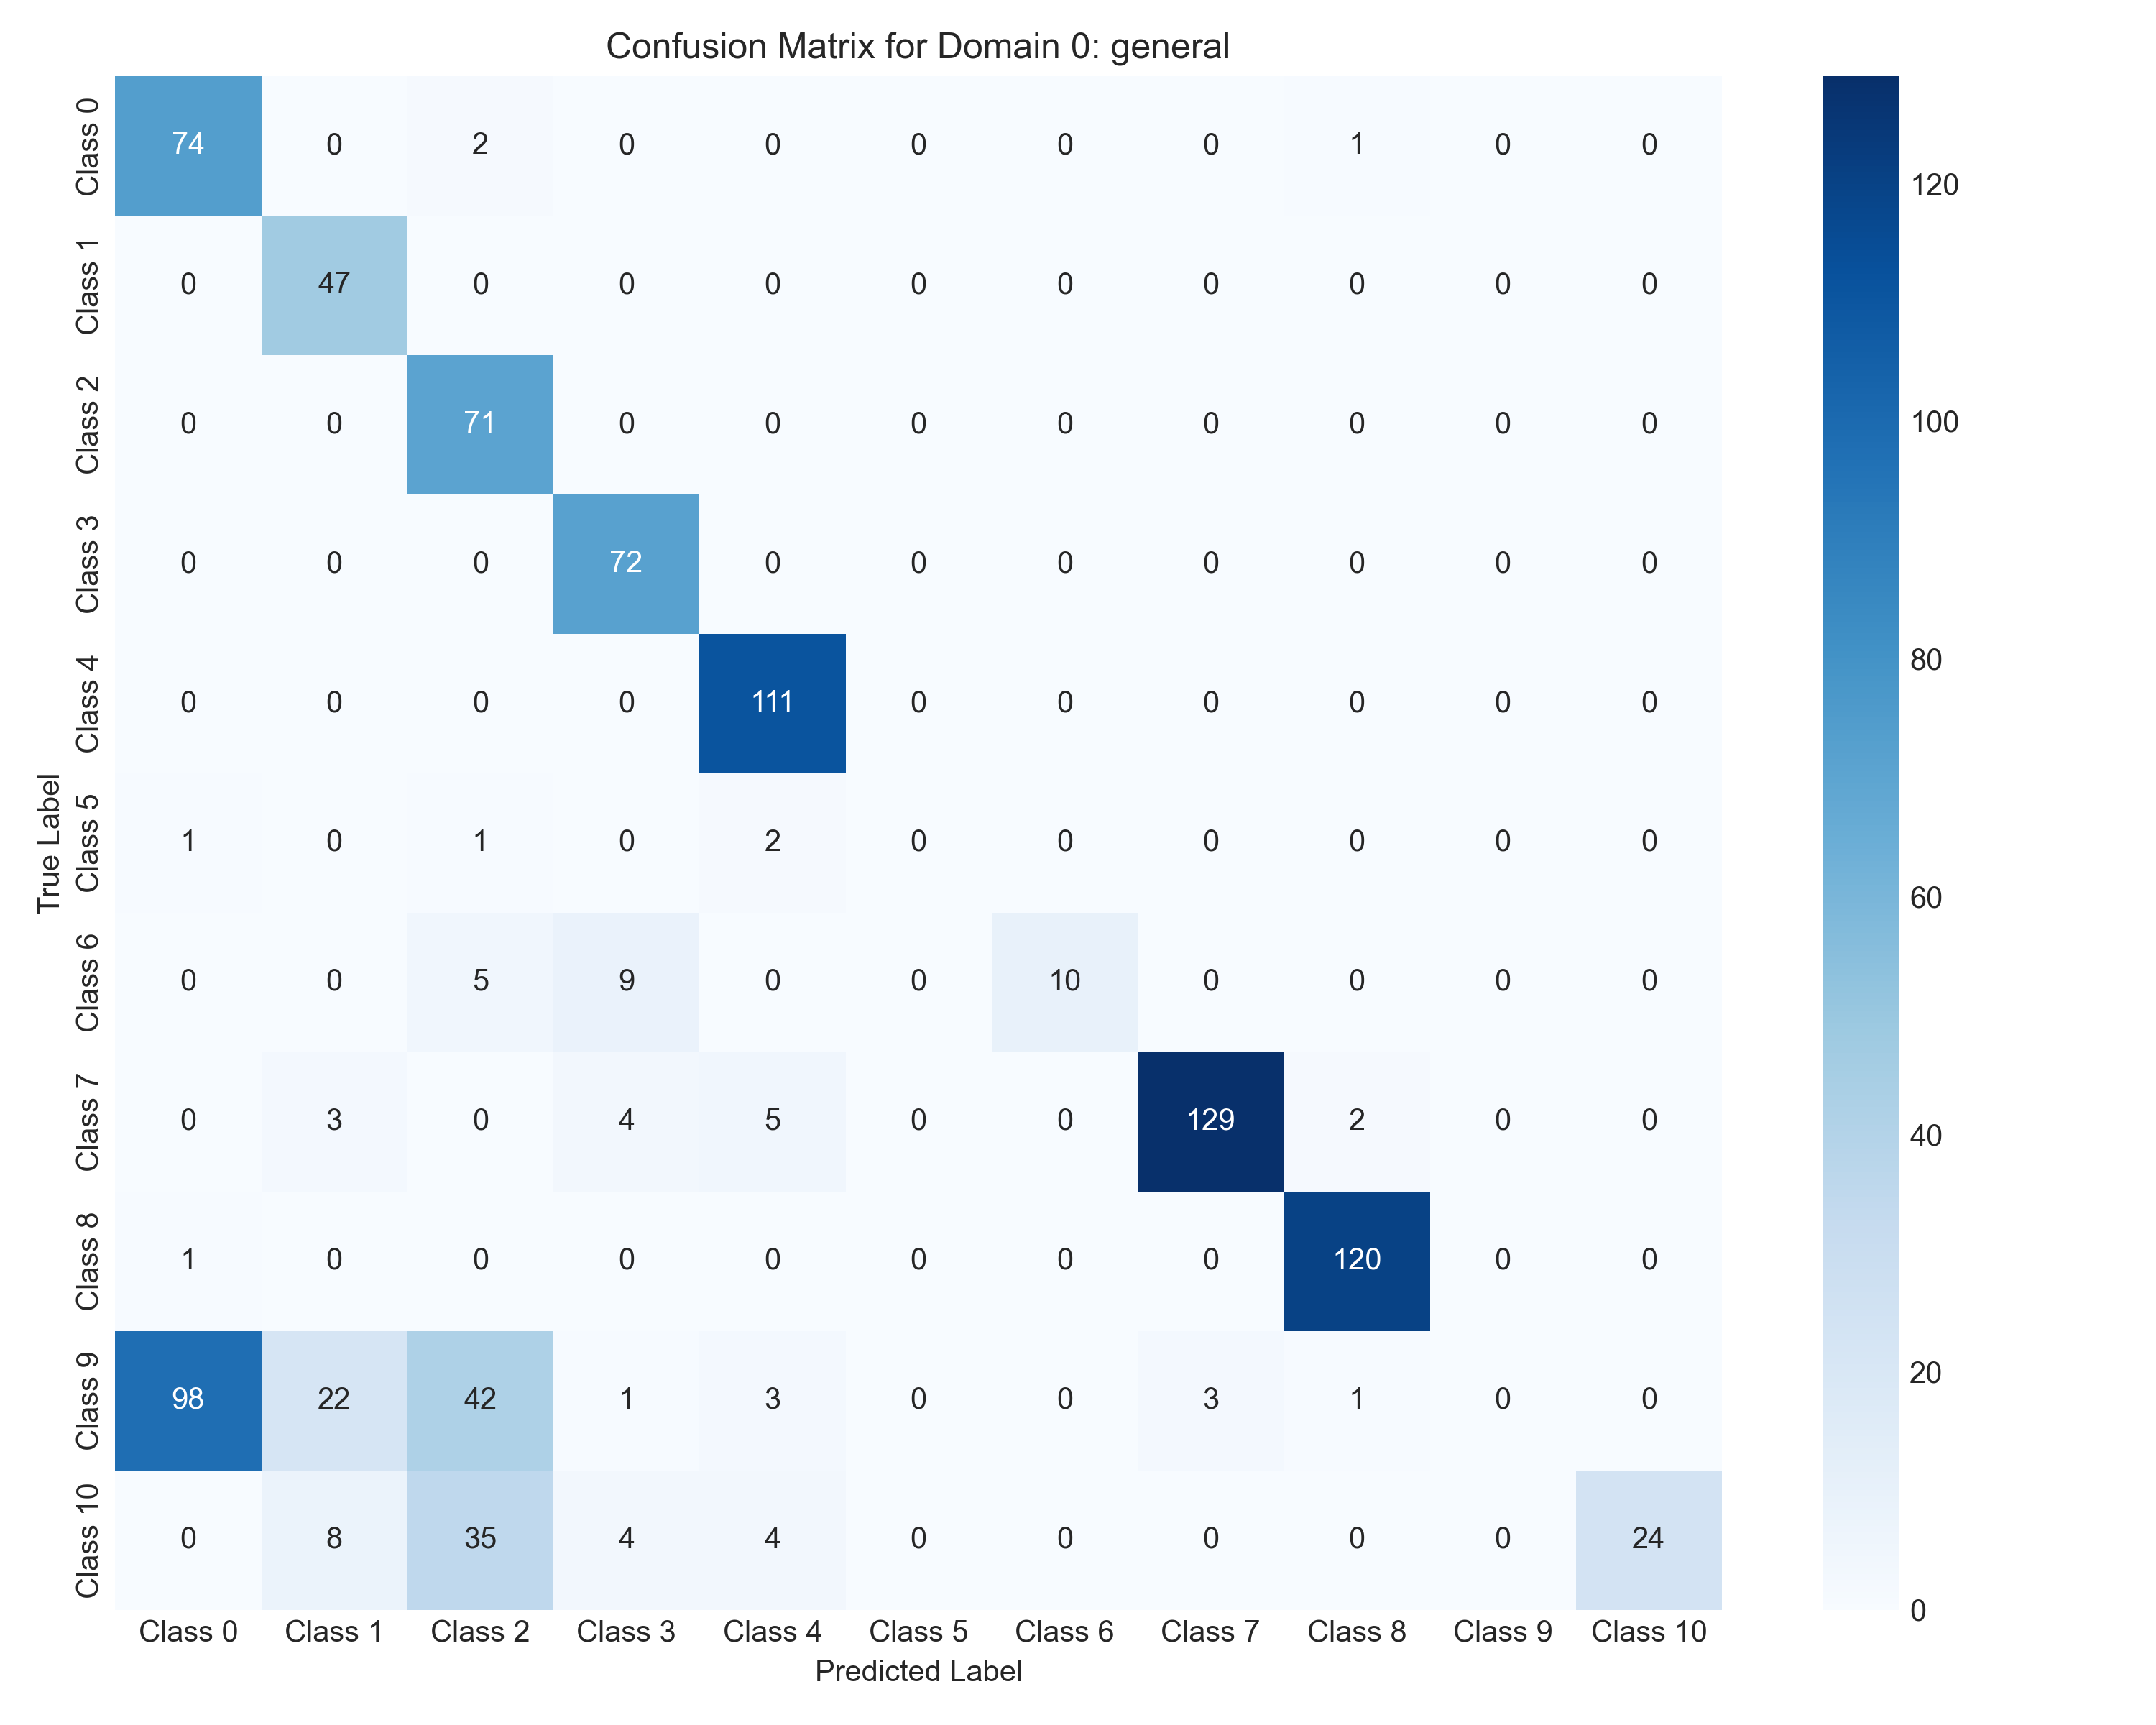 Confusion Matrix for Domain 0: general
True Label
Class 0 74 0 2 0 0 0 0 0 1 0 0
Class 1 0 47 0 0 0 0 0 0 0 0 0
Class 2 0 0 71 0 0 0 0 0 0 0 0
Class 3 0 0 0 72 0 0 0 0 0 0 0
Class 4 0 0 0 0 111 0 0 0 0 0 0
Class 5 1 0 1 0 2 0 0 0 0 0 0
Class 6 0 0 5 9 0 0 10 0 0 0 0
Class 7 0 3 0 4 5 0 0 129 2 0 0
Class 8 1 0 0 0 0 0 0 0 120 0 0
Class 9 98 22 42 1 3 0 0 3 1 0 0
Class 10 0 8 35 4 4 0 0 0 0 0 24
Class 0 Class 1 Class 2 Class 3 Class 4 Class 5 Class 6 Class 7 Class 8 Class 9 Class 10
Predicted Label
120
100
80
60
40
20
0